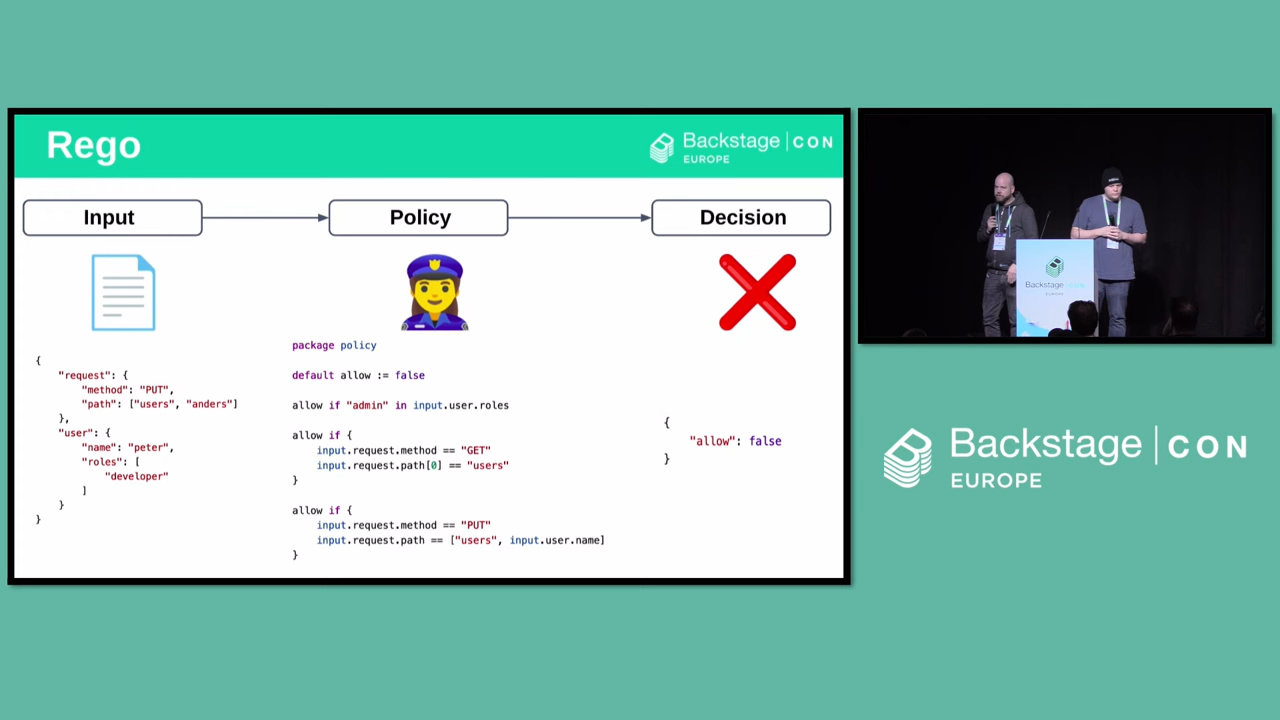 Rego
Backstage | CON
EUROPE
Input
Policy
Decision
{
"request": {
"method": "PUT",
"path": ["users", "anders"]
},
"user": {
"name": "peter",
"roles": [
"developer"
]
}
}
package policy
default allow := false
allow if "admin" in input.user.roles
allow if {
input.request.method == "GET"
input.request.path[0] == "users"
}
allow if {
input.request.method == "PUT"
input.request.path == ["users", input.user.name]
}
{
"allow": false
}
Backstage | CON
EUROPE
Backstage | CON
EUROPE